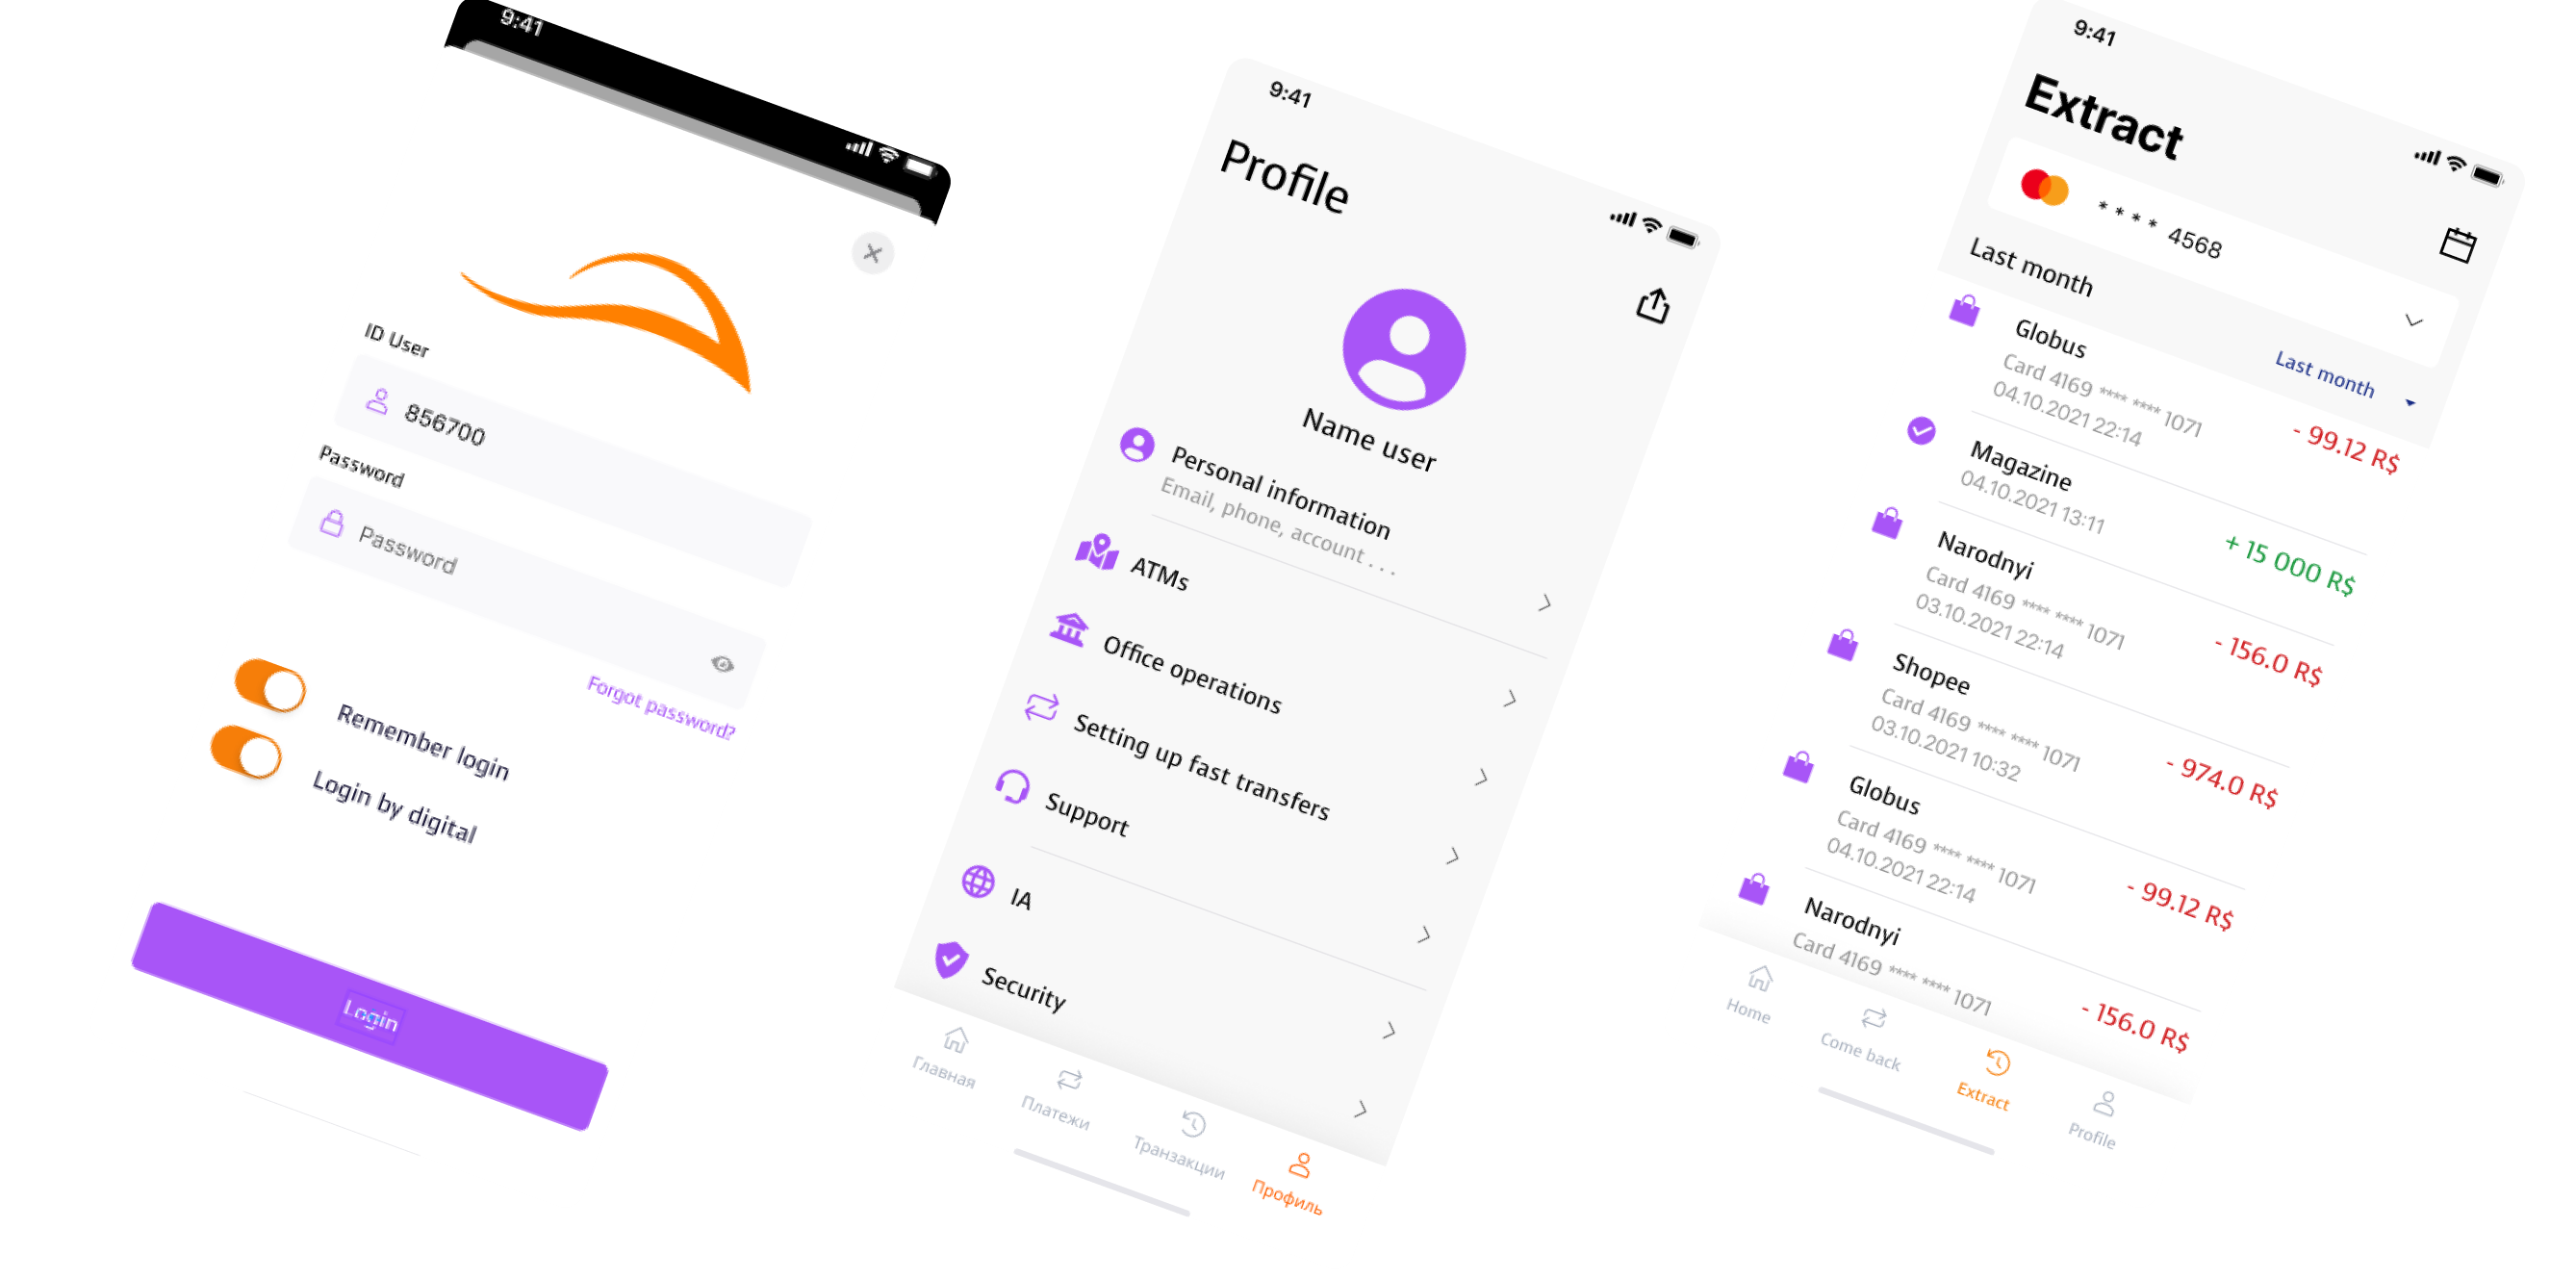 9:41
ID User
856700
Password
Password
Forgot password?
Remember login
Login by digital
Login
9:41
Profile
Name user
Personal information
Email, phone, account . . .
ATMs
Office operations
Setting up fast transfers
Support
IA
Security
Главная
Платежи
Транзакции
Профиль
9:41
Extract
* * * * 4568
Last month
Last month
Globus
Card 4169 **** **** 1071
04.10.2021 22:14
- 99.12 R$
Magazine
04.10.2021 13:11
+ 15 000 R$
Narodnyi
Card 4169 **** **** 1071
03.10.2021 22:14
- 156.0 R$
Shopee
Card 4169 **** **** 1071
03.10.2021 10:32
- 974.0 R$
Globus
Card 4169 **** **** 1071
04.10.2021 22:14
- 99.12 R$
Narodnyi
Card 4169 **** **** 1071
- 156.0 R$
Home
Come back
Extract
Profile